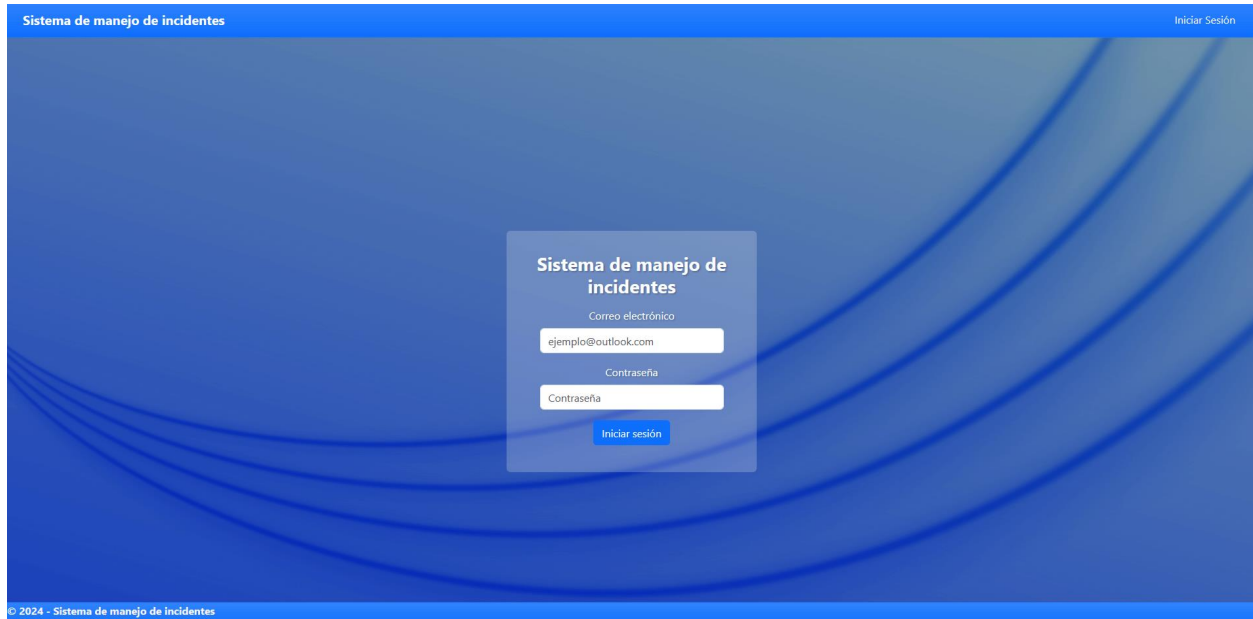 Sistema de manejo de incidentes
Iniciar Sesión
Sistema de manejo de
incidentes
Correo electrónico
ejemplo@outlook.com
Contraseña
Contraseña
Iniciar sesión
© 2024 - Sistema de manejo de incidentes